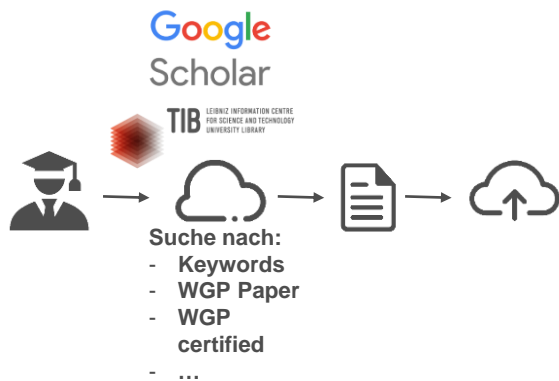 Google
Scholar
TIB
LEIBNIZ INFORMATION CENTRE
FOR SCIENCE AND TECHNOLOGY
UNIVERSITY LIBRARY
Suche nach:
- Keywords
- WGP Paper
- WGP
certified
- ...